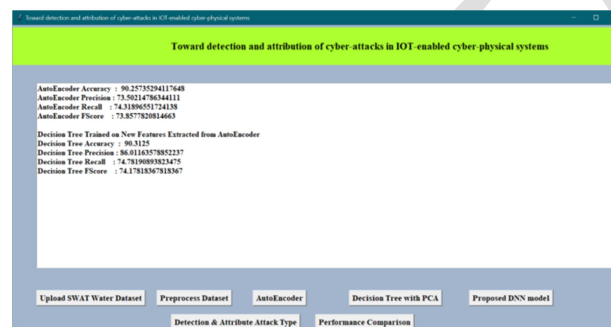 Toward detection and attribution of cyber-attacks in IOT-enabled cyber-physical systems
Toward detection and attribution of cyber-attacks in IOT-enabled cyber-physical systems
AutoEncoder Accuracy : 90.25735294117648
AutoEncoder Precision : 73.50214786344111
AutoEncoder Recall : 74.31896551724138
AutoEncoder FScore : 73.8577820814663
Decision Tree Trained on New Features Extracted from AutoEncoder
Decision Tree Accuracy : 90.3125
Decision Tree Precision : 86.01163578852237
Decision Tree Recall : 74.78190893823475
Decision Tree FScore : 74.17818367818367
Upload SWAT Water Dataset Preprocess Dataset AutoEncoder Decision Tree with PCA Proposed DNN model
Detection & Attribute Attack Type Performance Comparison